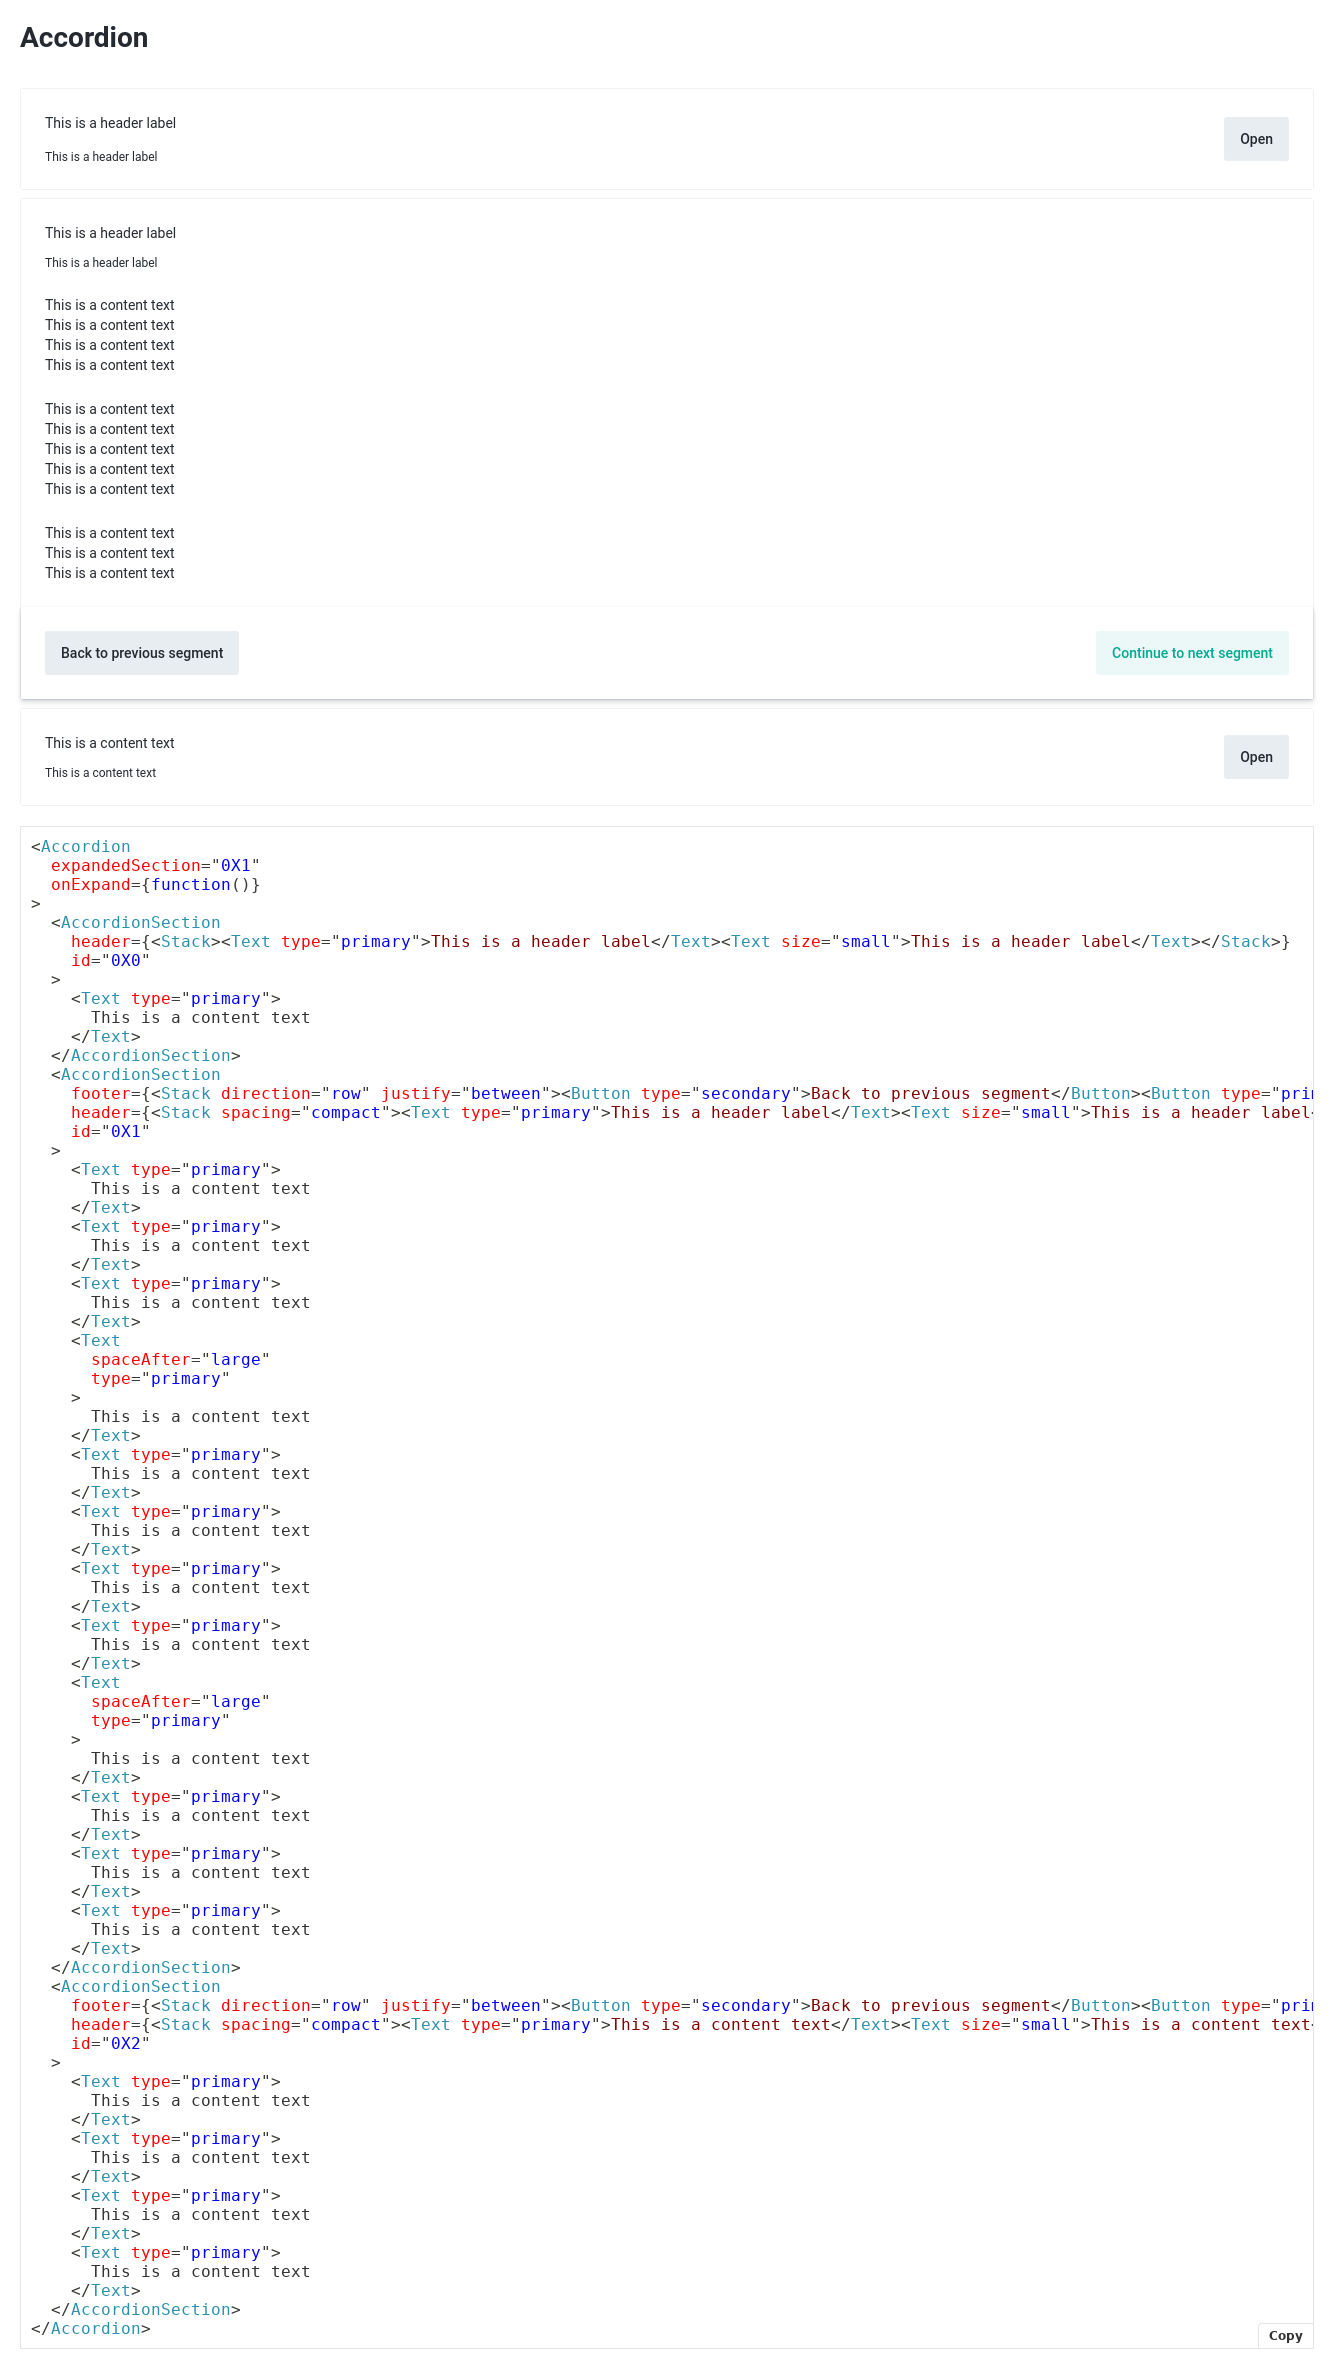 Accordion
This is a header label
Open
This is a header label
This is a header label
This is a header label
This is a content text
This is a content text
This is a content text
This is a content text
This is a content text
This is a content text
This is a content text
This is a content text
This is a content text
This is a content text
This is a content text
This is a content text
Back to previous segment
Continue to next segment
This is a content text
Open
This is a content text
<Accordion
  expandedSection="0X1"
  onExpand={function()}
>
  <AccordionSection
    header={<Stack><Text type="primary">This is a header label</Text><Text size="small">This is a header label</Text></Stack>}
    id="0X0"
  >
    <Text type="primary">
      This is a content text
    </Text>
  </AccordionSection>
  <AccordionSection
    footer={<Stack direction="row" justify="between"><Button type="secondary">Back to previous segment</Button><Button type="prim
    header={<Stack spacing="compact"><Text type="primary">This is a header label</Text><Text size="small">This is a header label<
    id="0X1"
  >
    <Text type="primary">
      This is a content text
    </Text>
    <Text type="primary">
      This is a content text
    </Text>
    <Text type="primary">
      This is a content text
    </Text>
    <Text
      spaceAfter="large"
      type="primary"
    >
      This is a content text
    </Text>
    <Text type="primary">
      This is a content text
    </Text>
    <Text type="primary">
      This is a content text
    </Text>
    <Text type="primary">
      This is a content text
    </Text>
    <Text type="primary">
      This is a content text
    </Text>
    <Text
      spaceAfter="large"
      type="primary"
    >
      This is a content text
    </Text>
    <Text type="primary">
      This is a content text
    </Text>
    <Text type="primary">
      This is a content text
    </Text>
    <Text type="primary">
      This is a content text
    </Text>
  </AccordionSection>
  <AccordionSection
    footer={<Stack direction="row" justify="between"><Button type="secondary">Back to previous segment</Button><Button type="prim
    header={<Stack spacing="compact"><Text type="primary">This is a content text</Text><Text size="small">This is a content text<
    id="0X2"
  >
    <Text type="primary">
      This is a content text
    </Text>
    <Text type="primary">
      This is a content text
    </Text>
    <Text type="primary">
      This is a content text
    </Text>
    <Text type="primary">
      This is a content text
    </Text>
  </AccordionSection>
</Accordion>
Copy